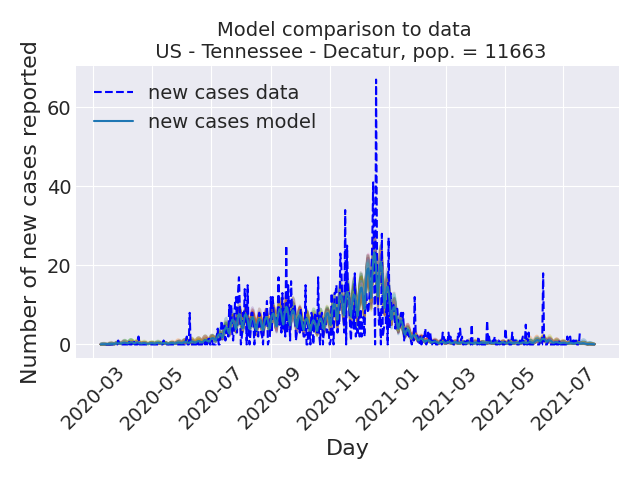 Model comparison to data
US - Tennessee - Decatur, pop. = 11663
Number of new cases reported
60
40
20
0
new cases data
new cases model
2020-03
2020-05
2020-07
2020-09
2020-11
2021-01
2021-03
2021-05
2021-07
Day